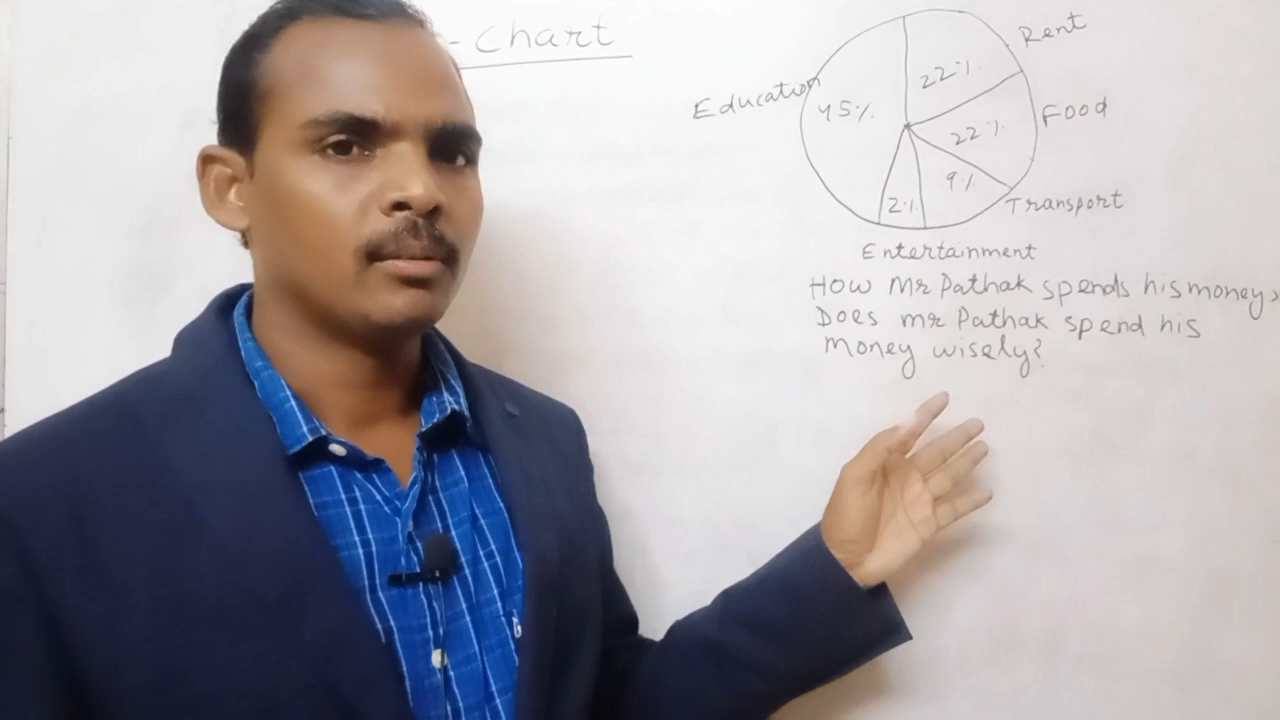 - Chart
Rent
22%
Education
45%
Food
22%
9%
Transport
2%
Entertainment
How Mr Pathak spends his money,
Does mr Pathak spend his
money wisely?